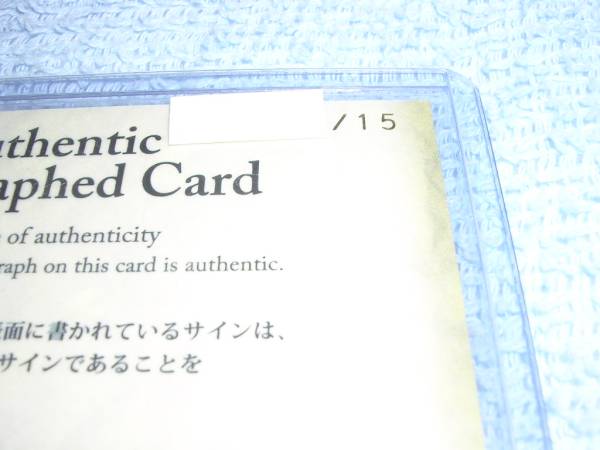 /15
uthentic
aphed Card
of authenticity
raph on this card is authentic.
面に書かれているサインは、
サインであることを